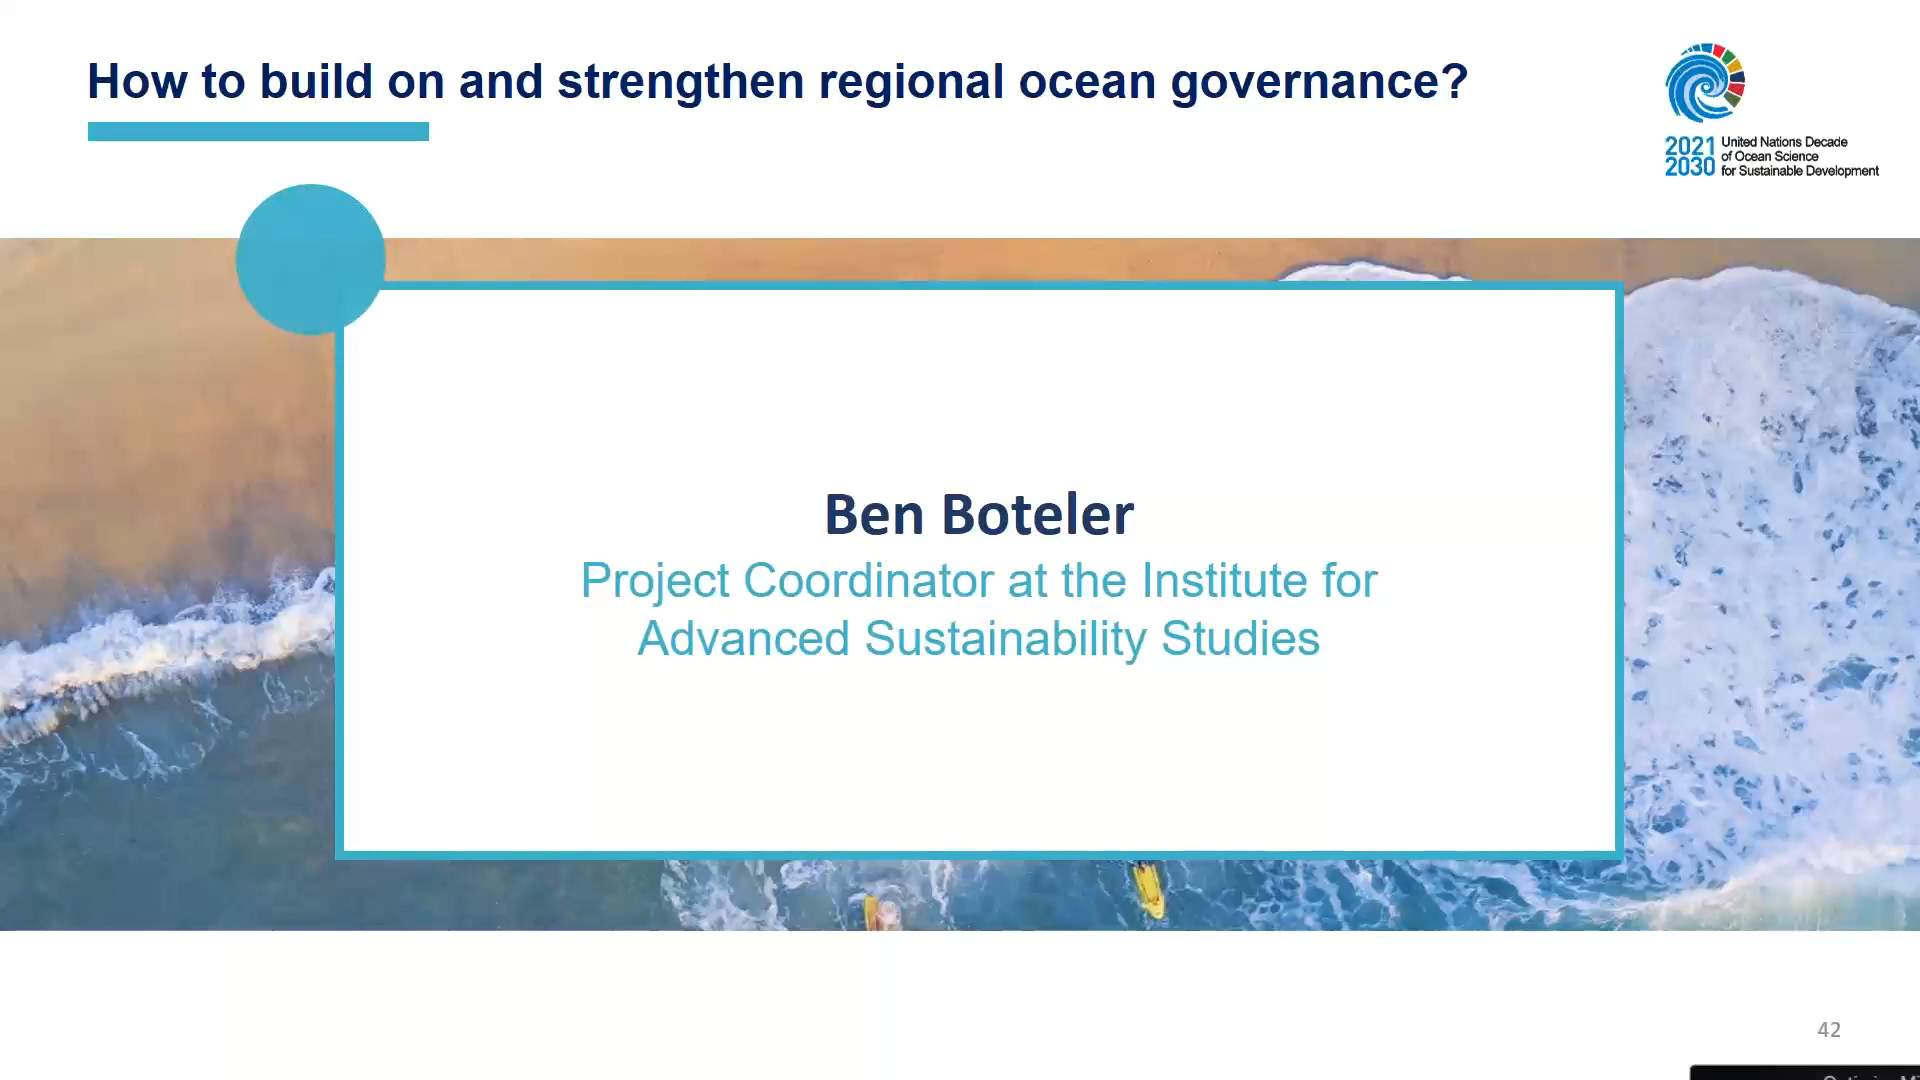 How to build on and strengthen regional ocean governance?
2021 United Nations Decade
2030 of Ocean Science
for Sustainable Development
Ben Boteler
Project Coordinator at the Institute for
Advanced Sustainability Studies
42